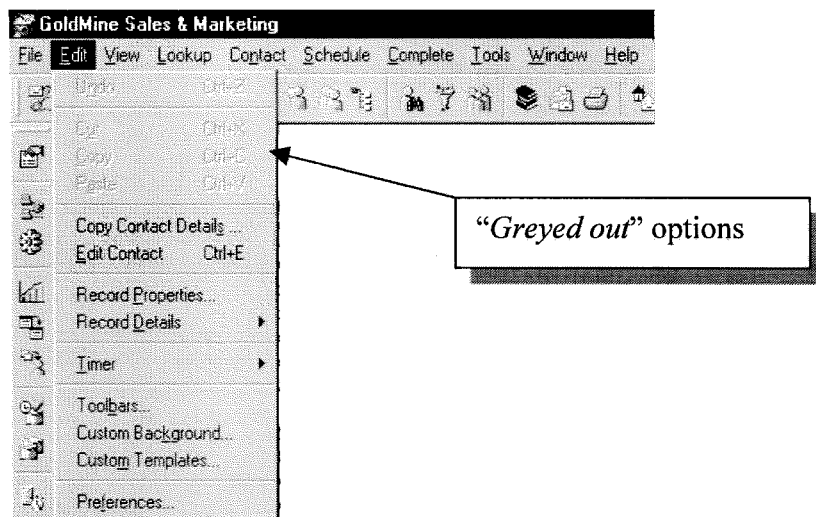 GoldMine Sales & Marketing
File Edit View Lookup Contact Schedule Complete Tools Window Help
Undo Ctrl+Z
Cut Ctrl+X
Copy Ctrl+C
Paste Ctrl+V
Copy Contact Details ...
Edit Contact Ctrl+E
Record Properties...
Record Details
Timer
Toolbars...
Custom Background...
Custom Templates...
Preferences...
“Greyed out” options